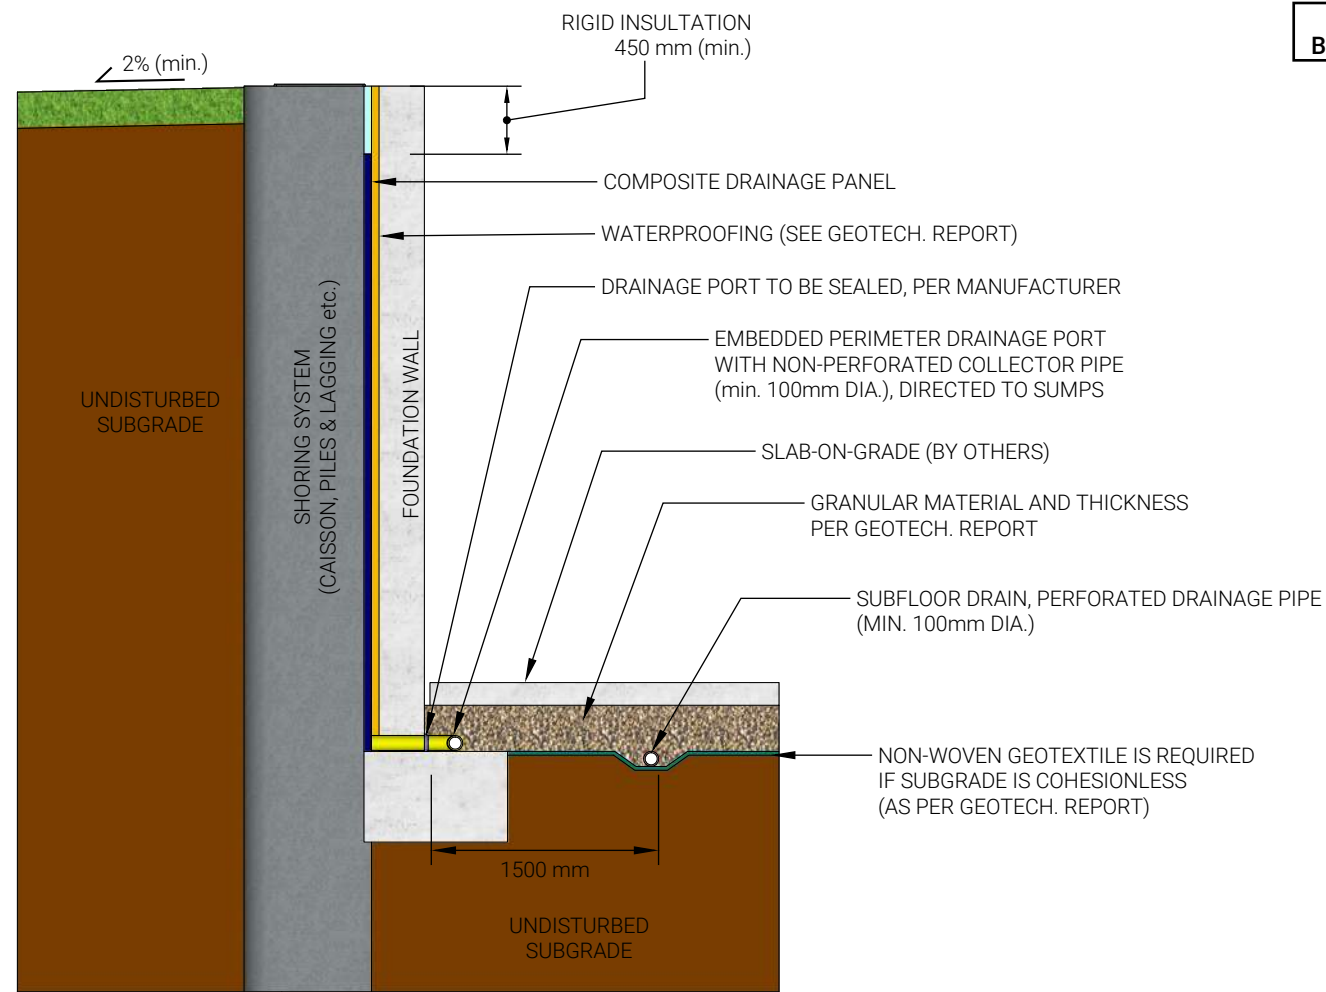 RIGID INSULTATION
450 mm (min.)
B
2% (min.)
COMPOSITE DRAINAGE PANEL
WATERPROOFING (SEE GEOTECH. REPORT)
DRAINAGE PORT TO BE SEALED, PER MANUFACTURER
EMBEDDED PERIMETER DRAINAGE PORT
WITH NON-PERFORATED COLLECTOR PIPE
(min. 100mm DIA.), DIRECTED TO SUMPS
UNDISTURBED
SUBGRADE
SHORING SYSTEM
(CAISSON, PILES & LAGGING etc.)
FOUNDATION WALL
SLAB-ON-GRADE (BY OTHERS)
GRANULAR MATERIAL AND THICKNESS
PER GEOTECH. REPORT
SUBFLOOR DRAIN, PERFORATED DRAINAGE PIPE
(MIN. 100mm DIA.)
NON-WOVEN GEOTEXTILE IS REQUIRED
IF SUBGRADE IS COHESIONLESS
(AS PER GEOTECH. REPORT)
1500 mm
UNDISTURBED
SUBGRADE